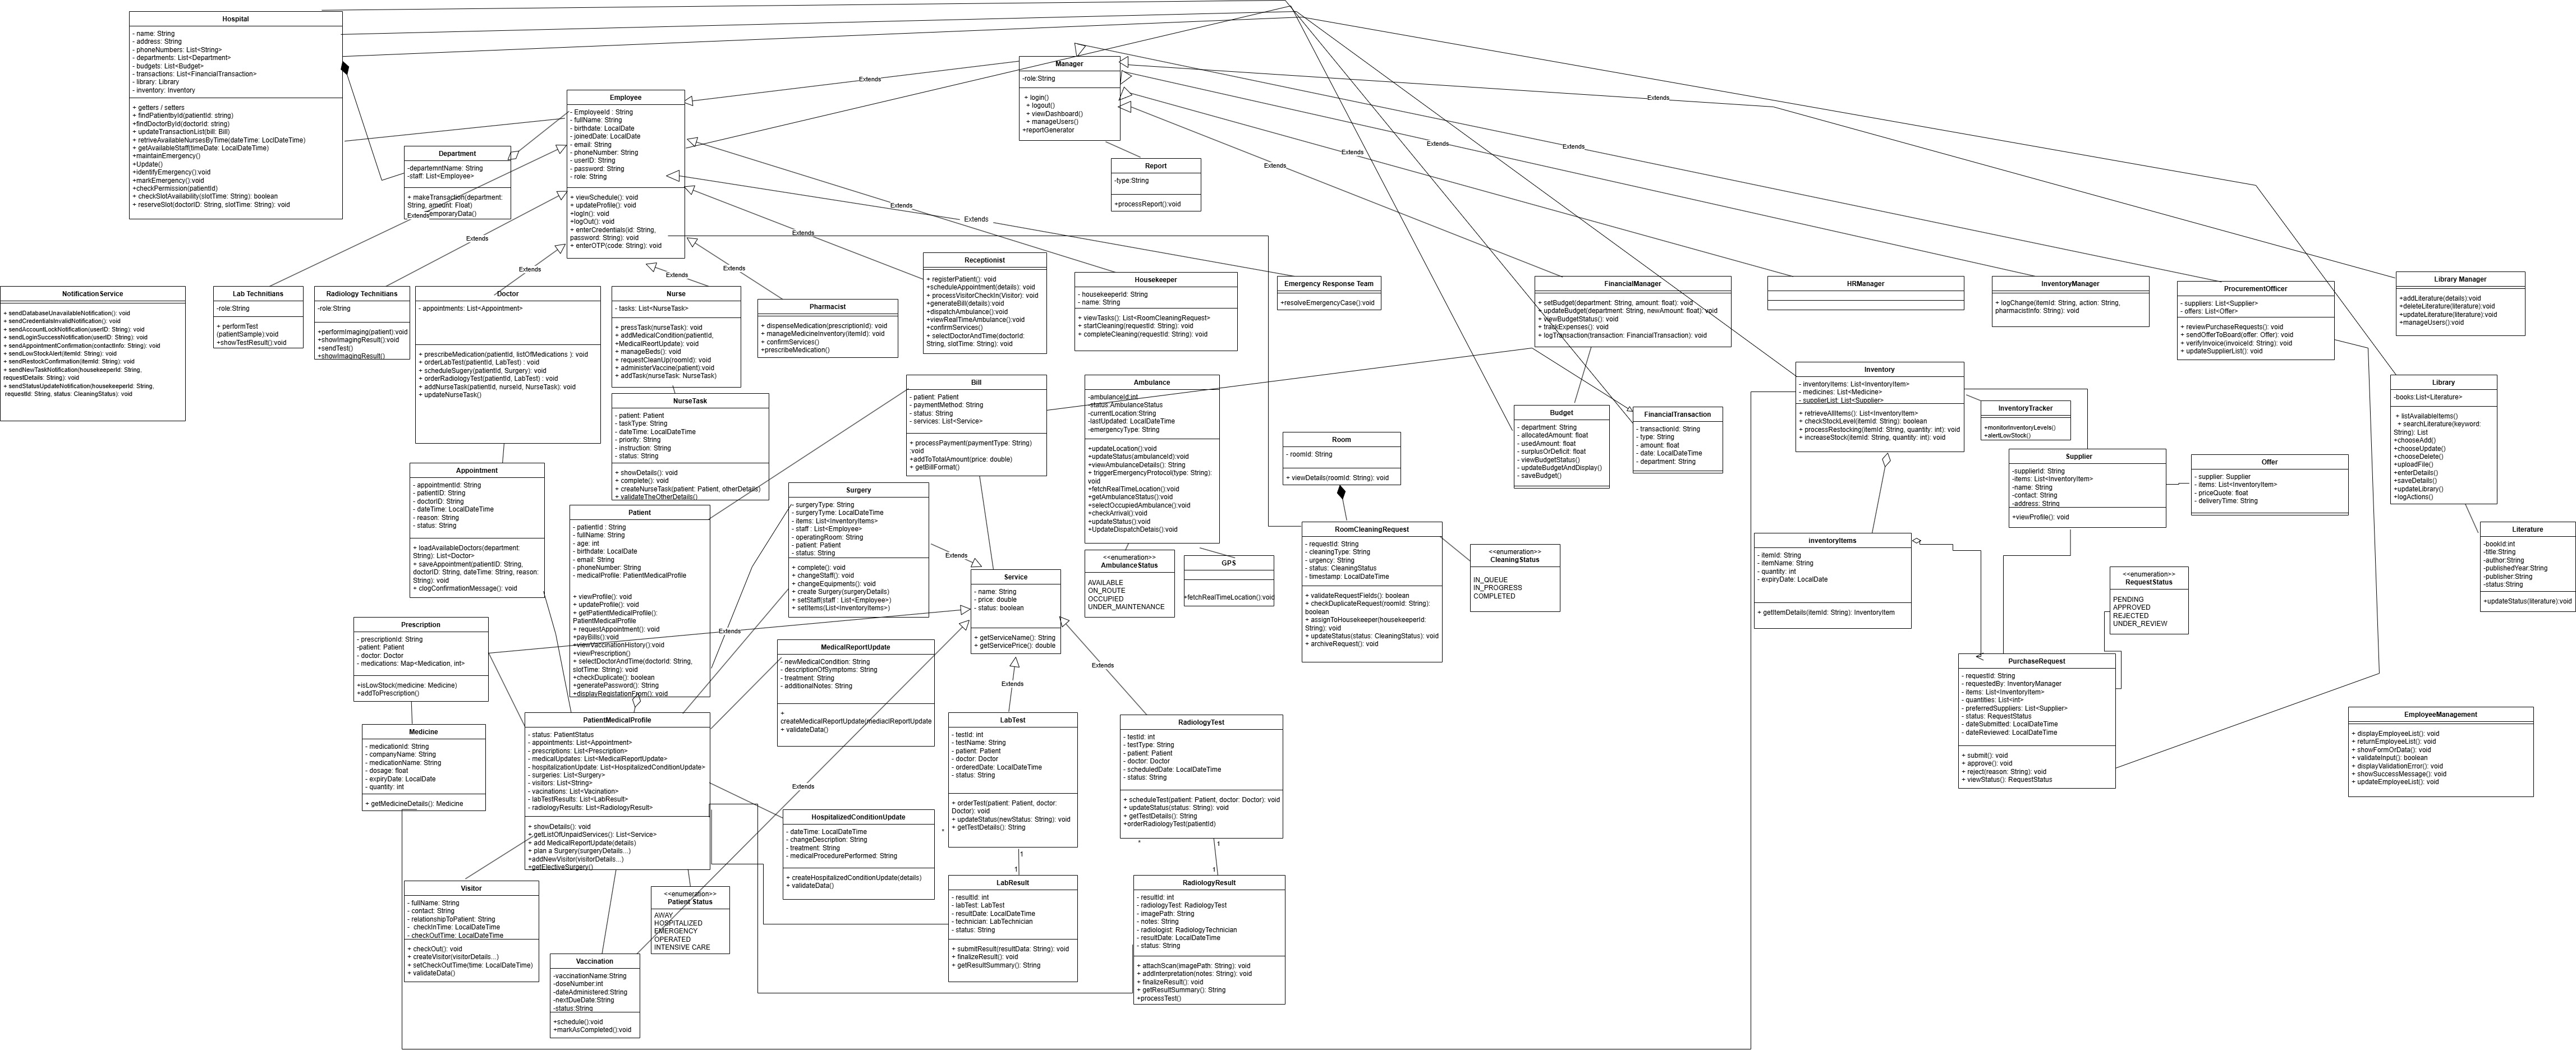 Hospital
- name: String
- address: String
- phoneNumbers: List<String>
- departments: List<Department>
- budgets: List<Budget>
- transactions: List<FinancialTransaction>
- library: Library
- inventory: Inventory
+ getters / setters
+ findPatientbyId(patientId: string)
+findDoctorById(doctorId: string)
+ updateTransactionList(bill: Bill)
+ retriveAvailableNursesByTime(dateTime: LoclDateTime)
+ getAvailableStaff(timeDate: LocalDateTime)
+maintainEmergency()
+Update()
+identifyEmergency():void
+markEmergency():void
+checkPermission(patientId)
+ checkSlotAvailability(slotTime: String): boolean
+ reserveSlot(doctorID: String, slotTime: String): void
Department
-departemntName: String
-staff: List<Employee>
+ makeTransaction(department:
String, amount: Float)
Extends
Employee
- EmployeeId : String
- fullName: String
- birthdate: LocalDate
- joinedDate: LocalDate
- email: String
- phoneNumber: String
- userID: String
- password: String
- role: String
+ viewSchedule(): void
+ updateProfile(): void
+logIn(): void
+logOut(): void
+ enterCredentials(id: String,
password: String): void
+ enterOTP(code: String): void
Extends
Extends
Extends
Extends
Extends
Extends
Extends
Extends
Manager
-role:String
+ login()
+ logout()
+ viewDashboard()
+ manageUsers()
+reportGenerator
Report
-type:String
+processReport():void
Extends
Extends
Extends
Extends
Extends
NotificationService
+ sendDatabaseUnavailableNotification(): void
+ sendCredentialsInvalidNotification(): void
+ sendAccountLockNotification(userID: String): void
+ sendLoginSuccessNotification(userID: String): void
+ sendAppointmentConfirmation(contactInfo: String): void
+ sendLowStockAlert(itemId: String): void
+ sendRestockConfirmation(itemId: String): void
+ sendNewTaskNotification(housekeeperId: String,
requestDetails: String): void
+ sendStatusUpdateNotification(housekeeperId: String,
requestId: String, status: CleaningStatus): void
Lab Technitians
-role:String
+ performTest
(patientSample):void
+showTestResult():void
Radiology Technitians
-role:String
+performImaging(patient):void
+showImagingResult():void
+sendTest()
+showImagingResult()
Doctor
- appointments: List<Appointment>
+ prescribeMedication(patientId, listOfMedications ): void
+ orderLabTest(patientId, LabTest) : void
+ scheduleSugery(patientId, Surgery): void
+ orderRadiologyTest(patientId, LabTest) : void
+ addNurseTask(patientId, nurseId, NurseTask): void
+ updateNurseTask()
Nurse
- tasks: List<NurseTask>
+ pressTask(nurseTask): void
+ addMedicalCondition(patientId,
+MedicalReortUpdate): void
+ manageBeds(): void
+ requestCleanUp(roomId): void
+ administerVaccine(patient):void
+ addTask(nurseTask: NurseTask)
Pharmacist
+ dispenseMedication(prescriptionId): void
+ manageMedicineInventory(itemId): void
+ confirmServices()
+prescribeMedication()
Receptionist
+ registerPatient(): void
+scheduleAppointment(details): void
+ processVisitorCheckIn(Visitor): void
+generateBill(details):void
+dispatchAmbulance():void
+viewRealTimeAmbulance():void
+confirmServices()
+ selectDoctorAndTime(doctorId:
String, slotTime: String): void
Housekeeper
- housekeeperId: String
- name: String
+ viewTasks(): List<RoomCleaningRequest>
+ startCleaning(requestId: String): void
+ completeCleaning(requestId: String): void
Emergency Response Team
+resolveEmergencyCase():void
FinancialManager
+ setBudget(department: String, amount: float): void
+ updateBudget(department: String, newAmount: float): void
+ viewBudgetStatus(): void
+ trackExpenses(): void
+ logTransaction(transaction: FinancialTransaction): void
HRManager
InventoryManager
+ logChange(itemId: String, action: String,
pharmacistInfo: String): void
ProcurementOfficer
- suppliers: List<Supplier>
- offers: List<Offer>
+ reviewPurchaseRequests(): void
+ sendOfferToBoard(offer: Offer): void
+ verifyInvoice(invoiceId: String): void
+ updateSupplierList(): void
Library Manager
+addLiterature(details):void
+deleteLiterature(literature):void
+updateLiterature(literature):void
+manageUsers():void
NurseTask
- patient: Patient
- taskType: String
- dateTime: LocalDateTime
- priority: String
- instruction: String
- status: String
+ showDetails(): void
+ complete(): void
+ createNurseTask(patient: Patient, otherDetails)
+ validateTheOtherDetails()
Bill
- patient: Patient
- paymentMethod: String
- status: String
- services: List<Service>
+ processPayment(paymentType: String)
:void
+addToTotalAmount(price: double)
+ getBillFormat()
Ambulance
-ambulanceId:int
-status:AmbulanceStatus
-currentLocation:String
-lastUpdated: LocalDateTime
-emergencyType: String
+updateLocation():void
+updateStatus(ambulanceId):void
+viewAmbulanceDetails(): String
+ triggerEmergencyProtocol(type: String):
void
+fetchRealTimeLocation():void
+getAmbulanceStatus():void
+selectOccupiedAmbulance():void
+checkArrival():void
+updateStatus():void
+UpdateDispatchDetais():void
<<enumeration>>
AmbulanceStatus
AVAILABLE
ON_ROUTE
OCCUPIED
UNDER_MAINTENANCE
GPS
+fetchRealTimeLocation():void
Room
- roomId: String
+ viewDetails(roomId: String): void
RoomCleaningRequest
- requestId: String
- cleaningType: String
- urgency: String
- status: CleaningStatus
- timestamp: LocalDateTime
+ validateRequestFields(): boolean
+ checkDuplicateRequest(roomId: String):
boolean
+ assignToHousekeeper(housekeeperId:
String): void
+ updateStatus(status: CleaningStatus): void
+ archiveRequest(): void
<<enumeration>>
CleaningStatus
IN_QUEUE
IN_PROGRESS
COMPLETED
Budget
- department: String
- allocatedAmount: float
- usedAmount: float
- surplusOrDeficit: float
- viewBudgetStatus()
- updateBudgetAndDisplay()
- saveBudget()
FinancialTransaction
- transactionId: String
- type: String
- amount: float
- date: LocalDateTime
- department: String
Inventory
- inventoryItems: List<InventoryItem>
- medicines: List<Medicine>
- supplierList: List<Supplier>
+ retrieveAllItems(): List<InventoryItem>
+ checkStockLevel(itemId: String): boolean
+ processRestocking(itemID: String, quantity: int): void
+ increaseStock(itemId: String, quantity: int): void
InventoryTracker
+monitorInventoryLevels()
+alertLowStock()
Supplier
-supplierId: String
-items: List<InventoryItem>
-name: String
-contact: String
-address: String
+viewProfile(): void
Offer
- supplier: Supplier
- items: List<InventoryItem>
- priceQuote: float
- deliveryTime: String
Library
-books:List<Literature>
+ listAvailableItems()
+ searchLiterature(keyword:
String): List
+chooseAdd()
+chooseUpdate()
+chooseDelete()
+uploadFile()
+enterDetails()
+saveDetails()
+updateLibrary()
+logActions()
Literature
-bookId:int
-title:String
-author:String
-publishedYear:String
-publisher:String
-status:String
+updateStatus(literature):void
inventoryItems
- itemId: String
- itemName: String
- quantity: int
- expiryDate: LocalDate
+ getItemDetails(itemId: String): InventoryItem
<<enumeration>>
RequestStatus
PENDING
APPROVED
REJECTED
UNDER_REVIEW
PurchaseRequest
- requestId: String
- requestedBy: InventoryManager
- items: List<InventoryItem>
- quantities: List<int>
- preferredSuppliers: List<Supplier>
- status: RequestStatus
- dateSubmitted: LocalDateTime
- dateReviewed: LocalDateTime
+ submit(): void
+ approve(): void
+ reject(reason: String): void
+ viewStatus(): RequestStatus
EmployeeManagement
+ displayEmployeeList(): void
+ returnEmployeeList(): void
+ showFormOrData(): void
+ validateInput(): boolean
+ displayValidationError(): void
+ showSuccessMessage(): void
+ updateEmployeeList(): void
Appointment
- appointmentId: String
- patientID: String
- doctorID: String
- dateTime: LocalDateTime
- reason: String
- status: String
+ loadAvailableDoctors(department:
String): List<Doctor>
+ saveAppointment(patientID: String,
doctorID: String, dateTime: String, reason:
String): void
+ clogConfirmationMessage(): void
Patient
- patientId : String
- fullName: String
- age: int
- birthdate: LocalDate
- email: String
- phoneNumber: String
- medicalProfile: PatientMedicalProfile
+ viewProfile(): void
+ updateProfile(): void
+ getPatientMedicalProfile():
PatientMedicalProfile
+ requestAppointment(): void
+payBills():void
+viewVaccinationHistory():void
+viewPrescription()
+ selectDoctorAndTime(doctorId: String,
slotTime: String): void
+checkDuplicate(): boolean
+generatePassword(): String
+displayRegistationFrom(): void
Surgery
- surgeryType: String
- surgeryTyme: LocalDateTime
- items: List<InventoryItems>
- staff : List<Employee>
- operatingRoom: String
- patient: Patient
- status: String
+ complete(): void
+ changeStaff(): void
+ changeEquipments(): void
+ create Surgery(surgeryDetails)
+ setStaff(staff : List<Employee>)
+ setItems(List<InventoryItems>)
Extends
Service
- name: String
- price: double
- status: boolean
+ getServiceName(): String
+ getServicePrice(): double
Extends
Extends
Extends
Extends
Prescription
- prescriptionId: String
-patient: Patient
- doctor: Doctor
- medications: Map<Medication, int>
+isLowStock(medicine: Medicine)
+addToPrescription()
Medicine
- medicationId: String
- companyName: String
- medicationName: String
- dosage: float
- expiryDate: LocalDate
- quantity: int
+ getMedicineDetails(): Medicine
PatientMedicalProfile
- status: PatientStatus
- appointments: List<Appointment>
- prescriptions: List<Prescription>
- medicalUpdates: List<MedicalReportUpdate>
- hospitalizationUpdate: List<HospitalizedConditionUpdate>
- surgeries: List<Surgery>
- visitors: List<String>
- vacinations: List<Vacination>
- labTestResults: List<LabResult>
- radiologyResults: List<RadiologyResult>
+ showDetails(): void
+ getListOfUnpaidServices(): List<Service>
+ add MedicalReportUpdate(details)
+ plan a Surgery(surgeryDetails...)
+addNewVisitor(visitorDetails...)
+getElectiveSurgery()
MedicalReportUpdate
- newMedicalCondition: String
- descriptionOfSymptoms: String
- treatment: String
- additionalNotes: String
+
createMedicalReportUpdate(mediaclReportUpdate
+ validateData()
HospitalizedConditionUpdate
- dateTime: LocalDateTime
- changeDescription: String
- treatment: String
- medicalProcedurePerformed: String
+ createHospitalizedConditionUpdate(details)
+ validateData()
LabTest
- testId: int
- testName: String
- patient: Patient
- doctor: Doctor
- orderedDate: LocalDateTime
- status: String
+ orderTest(patient: Patient, doctor:
Doctor): void
+ updateStatus(newStatus: String): void
+ getTestDetails(): String
*
1
1
LabResult
- resultId: int
- labTest: LabTest
- resultDate: LocalDateTime
- technician: LabTechnician
- status: String
+ submitResult(resultData: String): void
+ finalizeResult(): void
+ getResultSummary(): String
RadiologyTest
- testId: int
- testType: String
- patient: Patient
- doctor: Doctor
- scheduledDate: LocalDateTime
- status: String
+ scheduleTest(patient: Patient, doctor: Doctor): void
+ updateStatus(status: String): void
+ getTestDetails(): String
+orderRadiologyTest(patientId)
*
1
1
RadiologyResult
- resultId: int
- radiologyTest: RadiologyTest
- imagePath: String
- notes: String
- radiologist: RadiologyTechnician
- resultDate: LocalDateTime
- status: String
+ attachScan(imagePath: String): void
+ addInterpretation(notes: String): void
+ finalizeResult(): void
+ getResultSummary(): String
+processTest()
Visitor
- fullName: String
- contact: String
- relationshipToPatient: String
- checkInTime: LocalDateTime
- checkOutTime: LocalDateTime
+ checkOut(): void
+ createVisitor(visitorDetails...)
+ setCheckOutTime(time: LocalDateTime)
+ validateData()
<<enumeration>>
Patient Status
AWAY
HOSPITALIZED
EMERGENCY
OPERATED
INTENSIVE CARE
Vaccination
-vaccinationName:String
-doseNumber:int
-dateAdministered:String
-nextDueDate:String
-status:String
+schedule():void
+markAsCompleted():void